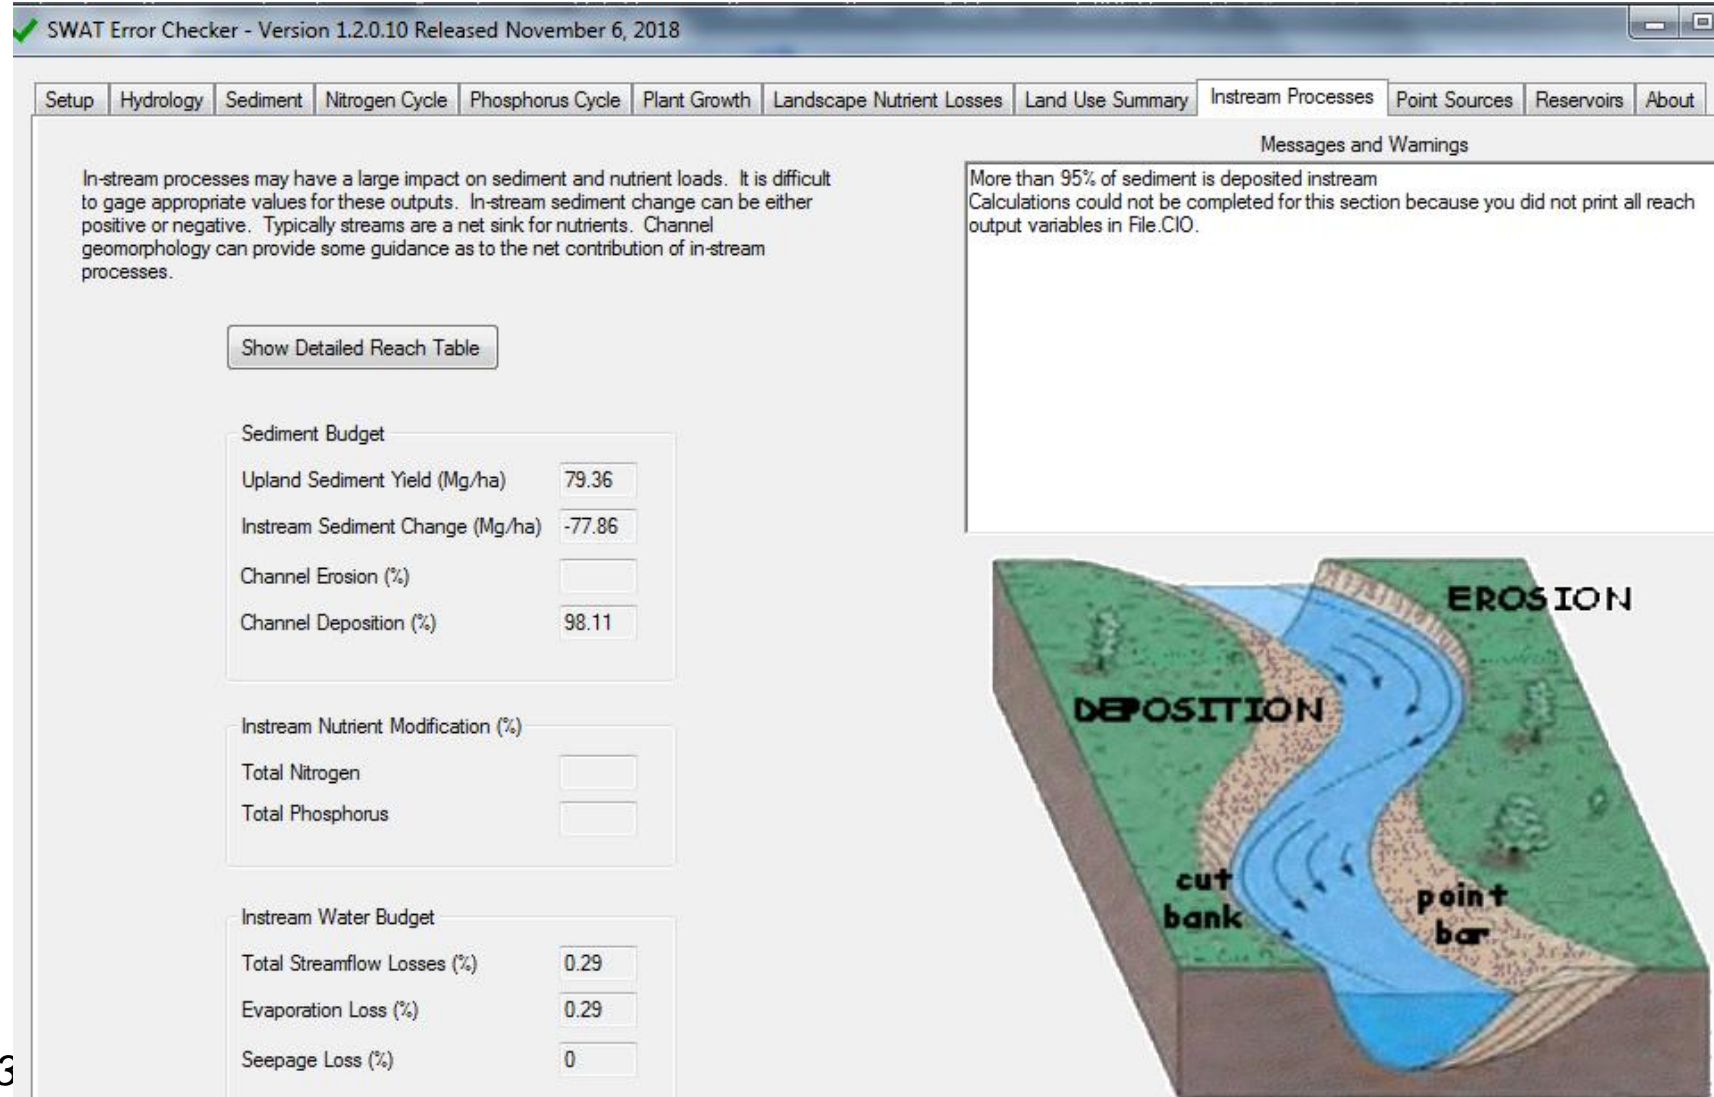 SWAT Error Checker - Version 1.2.0.10 Released November 6, 2018
Setup Hydrology Sediment Nitrogen Cycle Phosphorus Cycle Plant Growth Landscape Nutrient Losses Land Use Summary Instream Processes Point Sources Reservoirs About
In-stream processes may have a large impact on sediment and nutrient loads. It is difficult
to gage appropriate values for these outputs. In-stream sediment change can be either
positive or negative. Typically streams are a net sink for nutrients. Channel
geomorphology can provide some guidance as to the net contribution of in-stream
processes.
Messages and Warnings
More than 95% of sediment is deposited instream
Calculations could not be completed for this section because you did not print all reach
output variables in File.CIO.
Show Detailed Reach Table
Sediment Budget
Upland Sediment Yield (Mg/ha) 79.36
Instream Sediment Change (Mg/ha) -77.86
Channel Erosion (%)
Channel Deposition (%) 98.11
Instream Nutrient Modification (%)
Total Nitrogen
Total Phosphorus
Instream Water Budget
Total Streamflow Losses (%) 0.29
Evaporation Loss (%) 0.29
Seepage Loss (%) 0
EROSION
DEPOSITION
cut
bank
point
bar
3